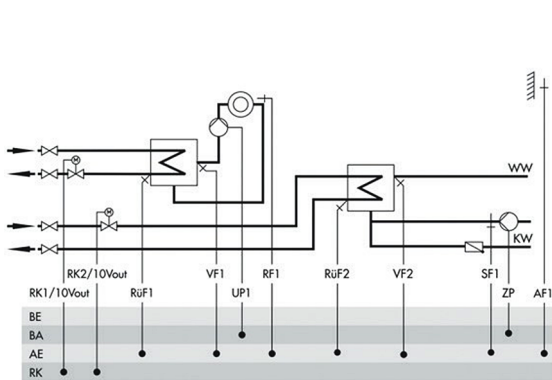 M
M
WW
KW
RK2/10Vout VF1 RF1 RüF2 VF2 SF1
RK1/10Vout RüF1 UP1 ZP AF1
BE
BA
AE
RK